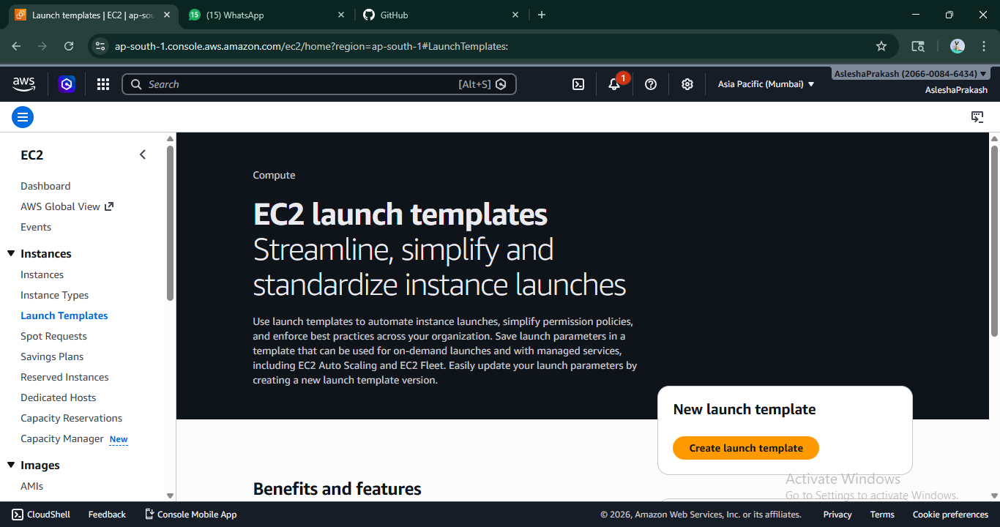 Launch templates | EC2 | ap-sou
15
(15) WhatsApp
GitHub
ap-south-1.console.aws.amazon.com/ec2/home?region=ap-south-1#LaunchTemplates:
aws
Search
[Alt+S]
1
Asia Pacific (Mumbai)
AsleshaPrakash (2066-0084-6434)
AsleshaPrakash
EC2
Dashboard
AWS Global View
Events
Instances
Instances
Instance Types
Launch Templates
Spot Requests
Savings Plans
Reserved Instances
Dedicated Hosts
Capacity Reservations
Capacity Manager New
Images
AMIs
Compute
EC2 launch templates
Streamline, simplify and
standardize instance launches
Use launch templates to automate instance launches, simplify permission policies,
and enforce best practices across your organization. Save launch parameters in a
template that can be used for on-demand launches and with managed services,
including EC2 Auto Scaling and EC2 Fleet. Easily update your launch parameters by
creating a new launch template version.
New launch template
Create launch template
Benefits and features
Activate Windows
Go to Settings to activate Windows.
CloudShell
Feedback
Console Mobile App
© 2026, Amazon Web Services, Inc. or its affiliates.
Privacy
Terms
Cookie preferences